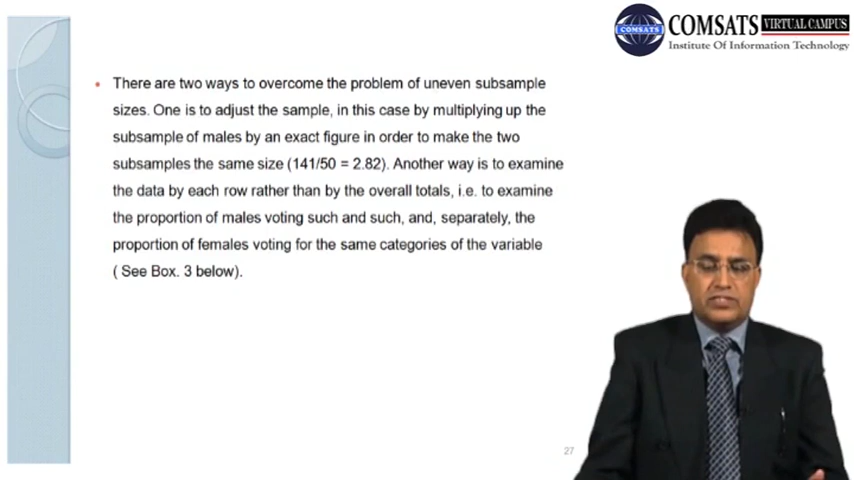 COMSATS
COMSATS VIRTUAL CAMPUS
Institute Of Information Technology
• There are two ways to overcome the problem of uneven subsample
sizes. One is to adjust the sample, in this case by multiplying up the
subsample of males by an exact figure in order to make the two
subsamples the same size (141/50 = 2.82). Another way is to examine
the data by each row rather than by the overall totals, i.e. to examine
the proportion of males voting such and such, and, separately, the
proportion of females voting for the same categories of the variable
( See Box. 3 below).
27